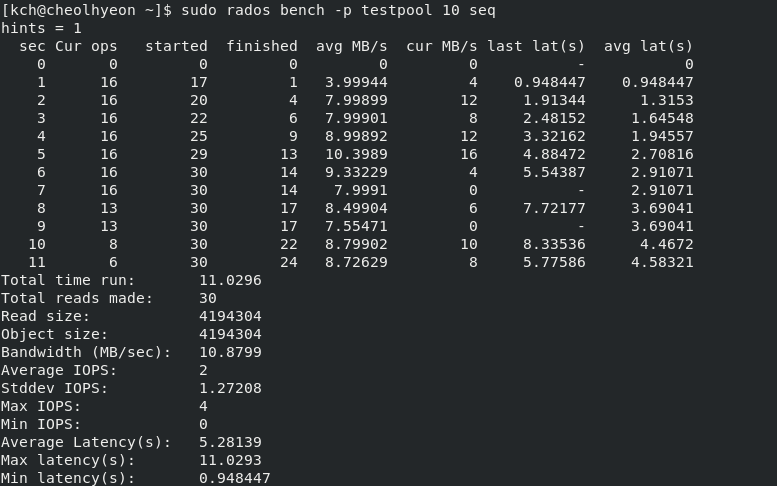 [kch@cheolhyeon ~]$ sudo rados bench -p testpool 10 seq
hints = 1
  sec Cur ops   started  finished  avg MB/s  cur MB/s last lat(s)  avg lat(s)
    0       0         0         0         0         0           -           0
    1      16        17         1   3.99944         4    0.948447    0.948447
    2      16        20         4   7.99899        12     1.91344      1.3153
    3      16        22         6   7.99901         8     2.48152     1.64548
    4      16        25         9   8.99892        12     3.32162     1.94557
    5      16        29        13   10.3989        16     4.88472     2.70816
    6      16        30        14   9.33229         4     5.54387     2.91071
    7      16        30        14    7.9991         0           -     2.91071
    8      13        30        17   8.49904         6     7.72177     3.69041
    9      13        30        17   7.55471         0           -     3.69041
   10       8        30        22   8.79902        10     8.33536      4.4672
   11       6        30        24   8.72629         8     5.77586     4.58321
Total time run:       11.0296
Total reads made:     30
Read size:            4194304
Object size:          4194304
Bandwidth (MB/sec):   10.8799
Average IOPS:         2
Stddev IOPS:          1.27208
Max IOPS:             4
Min IOPS:             0
Average Latency(s):   5.28139
Max latency(s):       11.0293
Min latency(s):       0.948447